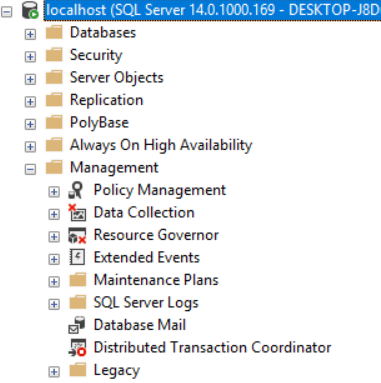 localhost (SQL Server 14.0.1000.169 - DESKTOP-J8D
Databases
Security
Server Objects
Replication
PolyBase
Always On High Availability
Management
Policy Management
Data Collection
Resource Governor
Extended Events
Maintenance Plans
SQL Server Logs
Database Mail
Distributed Transaction Coordinator
Legacy